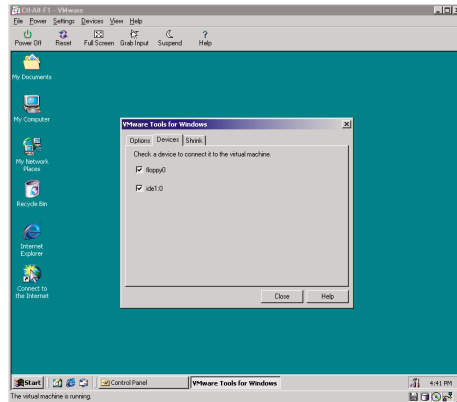 Ctl-Alt-F1 - VMware
File Power Settings Devices View Help
Power Off Reset Full Screen Grab Input Suspend Help
My Documents
My Computer
VMware Tools for Windows
Options Devices Shrink
Check a device to connect it to the virtual machine.
floppy0
ide1:0
My Network
Places
Recycle Bin
Internet
Explorer
Connect to
the Internet
Close Help
Start Control Panel VMware Tools for Windows 4:41 PM
The virtual machine is running.